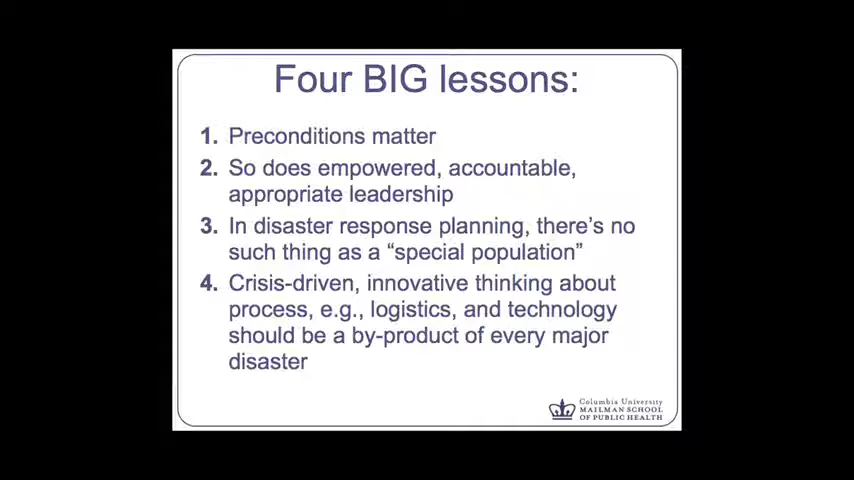 Four BIG lessons:
1. Preconditions matter
2. So does empowered, accountable,
appropriate leadership
3. In disaster response planning, there's no
such thing as a “special population”
4. Crisis-driven, innovative thinking about
process, e.g., logistics, and technology
should be a by-product of every major
disaster
Columbia University
MAILMAN SCHOOL
OF PUBLIC HEALTH